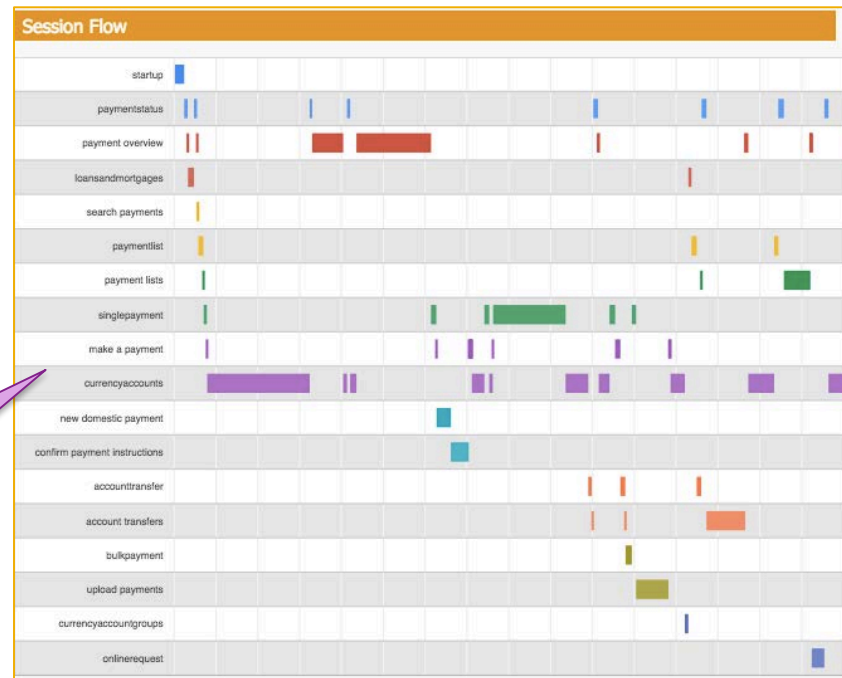 Session Flow
startup
paymentstatus
payment overview
loansandmortgages
search payments
paymentlist
payment lists
singlepayment
make a payment
currencyaccounts
new domestic payment
confirm payment instructions
accounttransfer
account transfers
bulkpayment
upload payments
currencyaccountgroups
onlinerequest